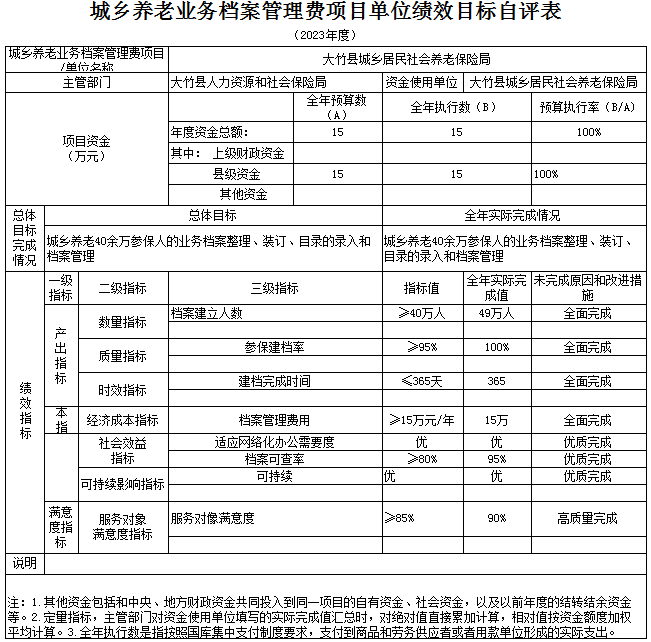 城乡养老业务档案管理费项目单位绩效目标自评表
（2023年度）
城乡养老业务档案管理费项目
/单位名称
大竹县城乡居民社会养老保险局
主管部门 大竹县人力资源和社会保险局 资金使用单位 大竹县城乡居民社会养老保险局
项目资金
（万元）
全年预算数
（A）
全年执行数（B） 预算执行率（B/A）
年度资金总额： 15 15 100%
其中： 上级财政资金
县级资金 15 15 100%
其他资金
总体
目标
完成
情况
总体目标 全年实际完成情况
城乡养老40余万参保人的业务档案整理、装订、目录的录入和
档案管理
城乡养老40余万参保人的业务档案整理、装订、
目录的录入和档案管理
绩
效
指
标
一级
指标
二级指标 三级指标 指标值
全年实际完
成值
未完成原因和改进措
施
产
出
指
标
数量指标 档案建立人数 ≥40万人 49万人 全面完成
质量指标 参保建档率 ≥95% 100% 全面完成
时效指标 建档完成时间 ≤365天 365 全面完成
本
指
经济成本指标 档案管理费用 ≥15万元/年 15万 全面完成
社会效益
指标
适应网络化办公需要度 优 优 优质完成
档案可查率 ≥80% 95% 优质完成
可持续影响指标 可持续 优 优 优质完成
满意
度指
标
服务对象
满意度指标
服务对像满意度 ≥85% 90% 高质量完成
说明
注：1.其他资金包括和中央、地方财政资金共同投入到同一项目的自有资金、社会资金，以及以前年度的结转结余资金
等。2.定量指标，主管部门对资金使用单位填写的实际完成值汇总时，对绝对值直接累加计算，相对值按资金额度加权
平均计算。3.全年执行数是指按照国库集中支付制度要求，支付到商品和劳务供应者或者用款单位形成的实际支出。